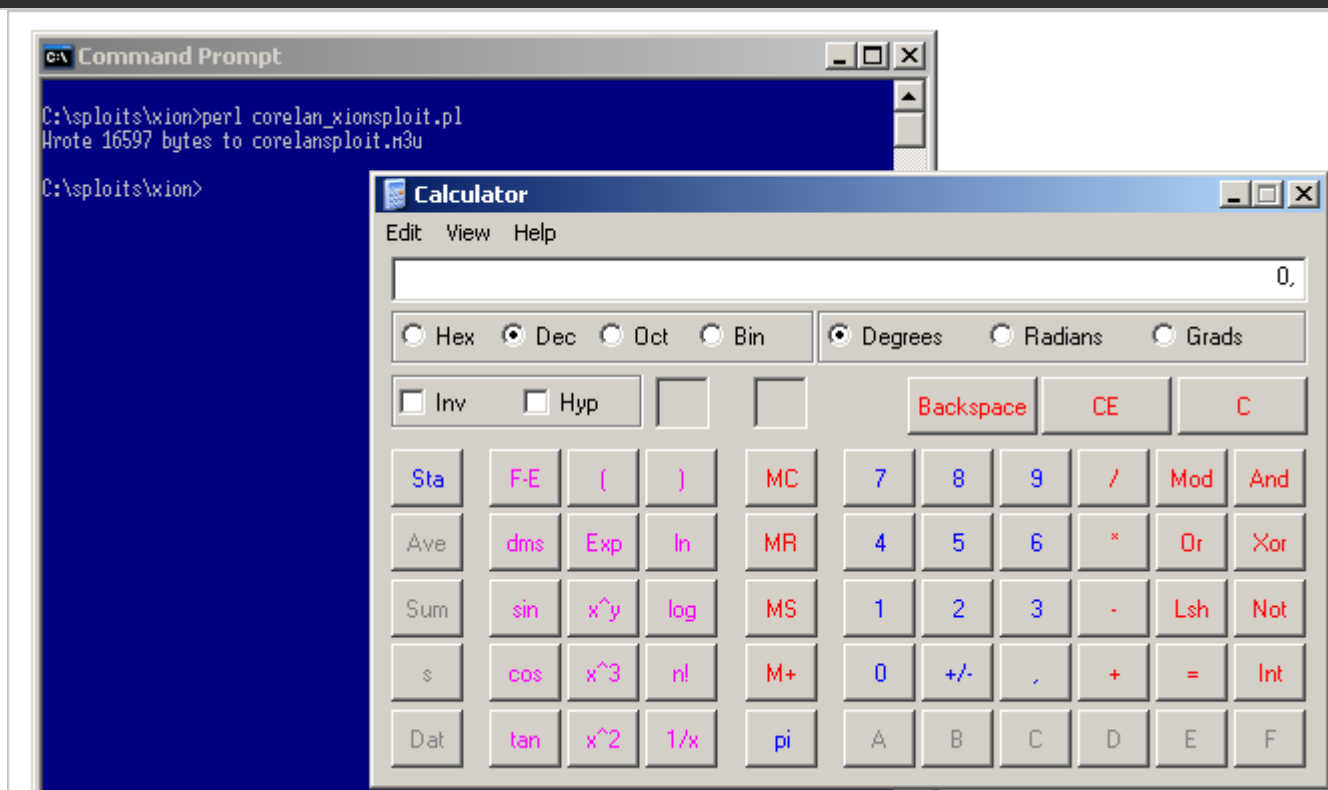 Command Prompt
C:\sploits\xion>perl corelan_xionsploit.pl
Wrote 16597 bytes to corelansploit.m3u
C:\sploits\xion>
Calculator
Edit View Help
0,
Hex Dec Oct Bin Degrees Radians Grads
Inv Hyp Backspace CE C
Sta F-E ( ) MC 7 8 9 / Mod And
Ave dms Exp ln MR 4 5 6 * Or Xor
Sum sin x^y log MS 1 2 3 - Lsh Not
s cos x^3 n! M+ 0 +/- , + = Int
Dat tan x^2 1/x pi A B C D E F